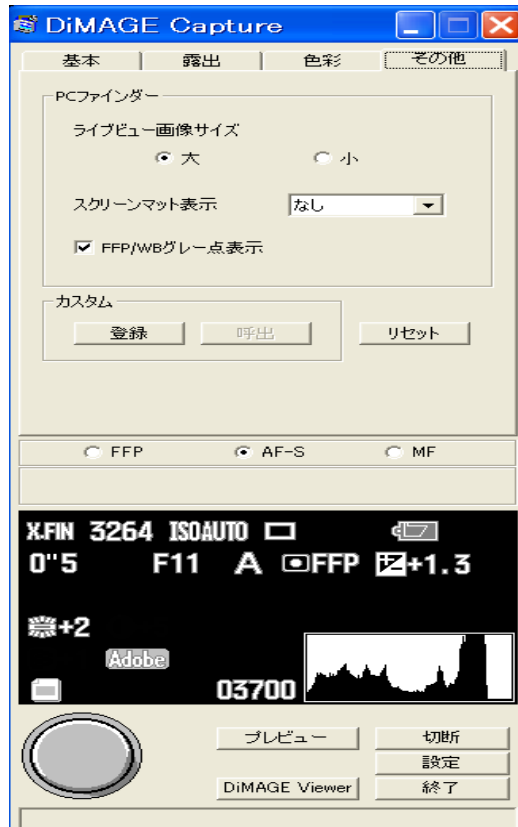 DiMAGE Capture
基本 露出 色彩 その他
PCファインダー
ライブビュー画像サイズ
大 小
スクリーンマット表示 なし
FFP/WBグレー点表示
カスタム
登録 呼出 リセット
FFP AF-S MF
X.FIN 3264 ISOAUTO
0"5 F11 A FFP +1.3
+2
Adobe
03700
プレビュー 切断
設定
DiMAGE Viewer 終了